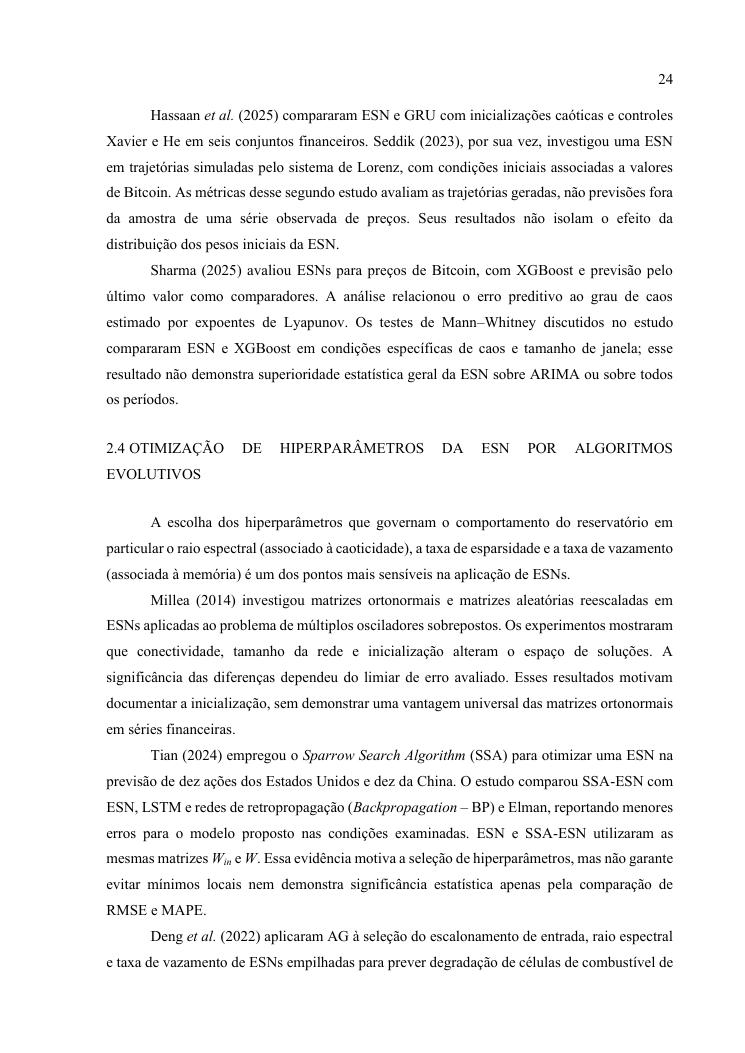 24
Hassaan et al. (2025) compararam ESN e GRU com inicializações caóticas e controles
Xavier e He em seis conjuntos financeiros. Seddik (2023), por sua vez, investigou uma ESN
em trajetórias simuladas pelo sistema de Lorenz, com condições iniciais associadas a valores
de Bitcoin. As métricas desse segundo estudo avaliam as trajetórias geradas, não previsões fora
da amostra de uma série observada de preços. Seus resultados não isolam o efeito da
distribuição dos pesos iniciais da ESN.
Sharma (2025) avaliou ESNs para preços de Bitcoin, com XGBoost e previsão pelo
último valor como comparadores. A análise relacionou o erro preditivo ao grau de caos
estimado por expoentes de Lyapunov. Os testes de Mann–Whitney discutidos no estudo
compararam ESN e XGBoost em condições específicas de caos e tamanho de janela; esse
resultado não demonstra superioridade estatística geral da ESN sobre ARIMA ou sobre todos
os períodos.
2.4 OTIMIZAÇÃO DE HIPERPARÂMETROS DA ESN POR ALGORITMOS
EVOLUTIVOS
A escolha dos hiperparâmetros que governam o comportamento do reservatório em
particular o raio espectral (associado à caoticidade), a taxa de esparsidade e a taxa de vazamento
(associada à memória) é um dos pontos mais sensíveis na aplicação de ESNs.
Millea (2014) investigou matrizes ortonormais e matrizes aleatórias reescaladas em
ESNs aplicadas ao problema de múltiplos osciladores sobrepostos. Os experimentos mostraram
que conectividade, tamanho da rede e inicialização alteram o espaço de soluções. A
significância das diferenças dependeu do limiar de erro avaliado. Esses resultados motivam
documentar a inicialização, sem demonstrar uma vantagem universal das matrizes ortonormais
em séries financeiras.
Tian (2024) empregou o Sparrow Search Algorithm (SSA) para otimizar uma ESN na
previsão de dez ações dos Estados Unidos e dez da China. O estudo comparou SSA-ESN com
ESN, LSTM e redes de retropropagação (Backpropagation – BP) e Elman, reportando menores
erros para o modelo proposto nas condições examinadas. ESN e SSA-ESN utilizaram as
mesmas matrizes Win e W. Essa evidência motiva a seleção de hiperparâmetros, mas não garante
evitar mínimos locais nem demonstra significância estatística apenas pela comparação de
RMSE e MAPE.
Deng et al. (2022) aplicaram AG à seleção do escalonamento de entrada, raio espectral
e taxa de vazamento de ESNs empilhadas para prever degradação de células de combustível de